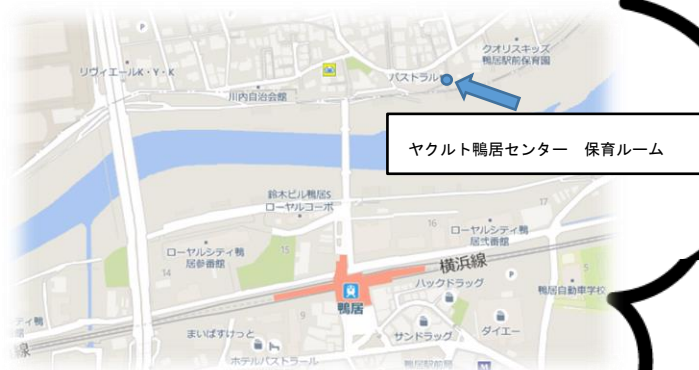 P
クオリスキッズ
鴨居駅前保育園
リヴィエールK・Y・K
パストラル
川内自治会館
ヤクルト鴨居センター　保育ルーム
鈴木ビル鴨居S
ローヤルコーポ
17
16
ローヤルシティ鴨
居弐番館
ローヤルシティ鴨
居参番館
15
14
横浜線
P
5
ハックドラッグ
鴨居自動車学校
鴨居
9
まいばすけっと
サンドラッグ
ダイエー
ホテルパストラール
鴨居駅前